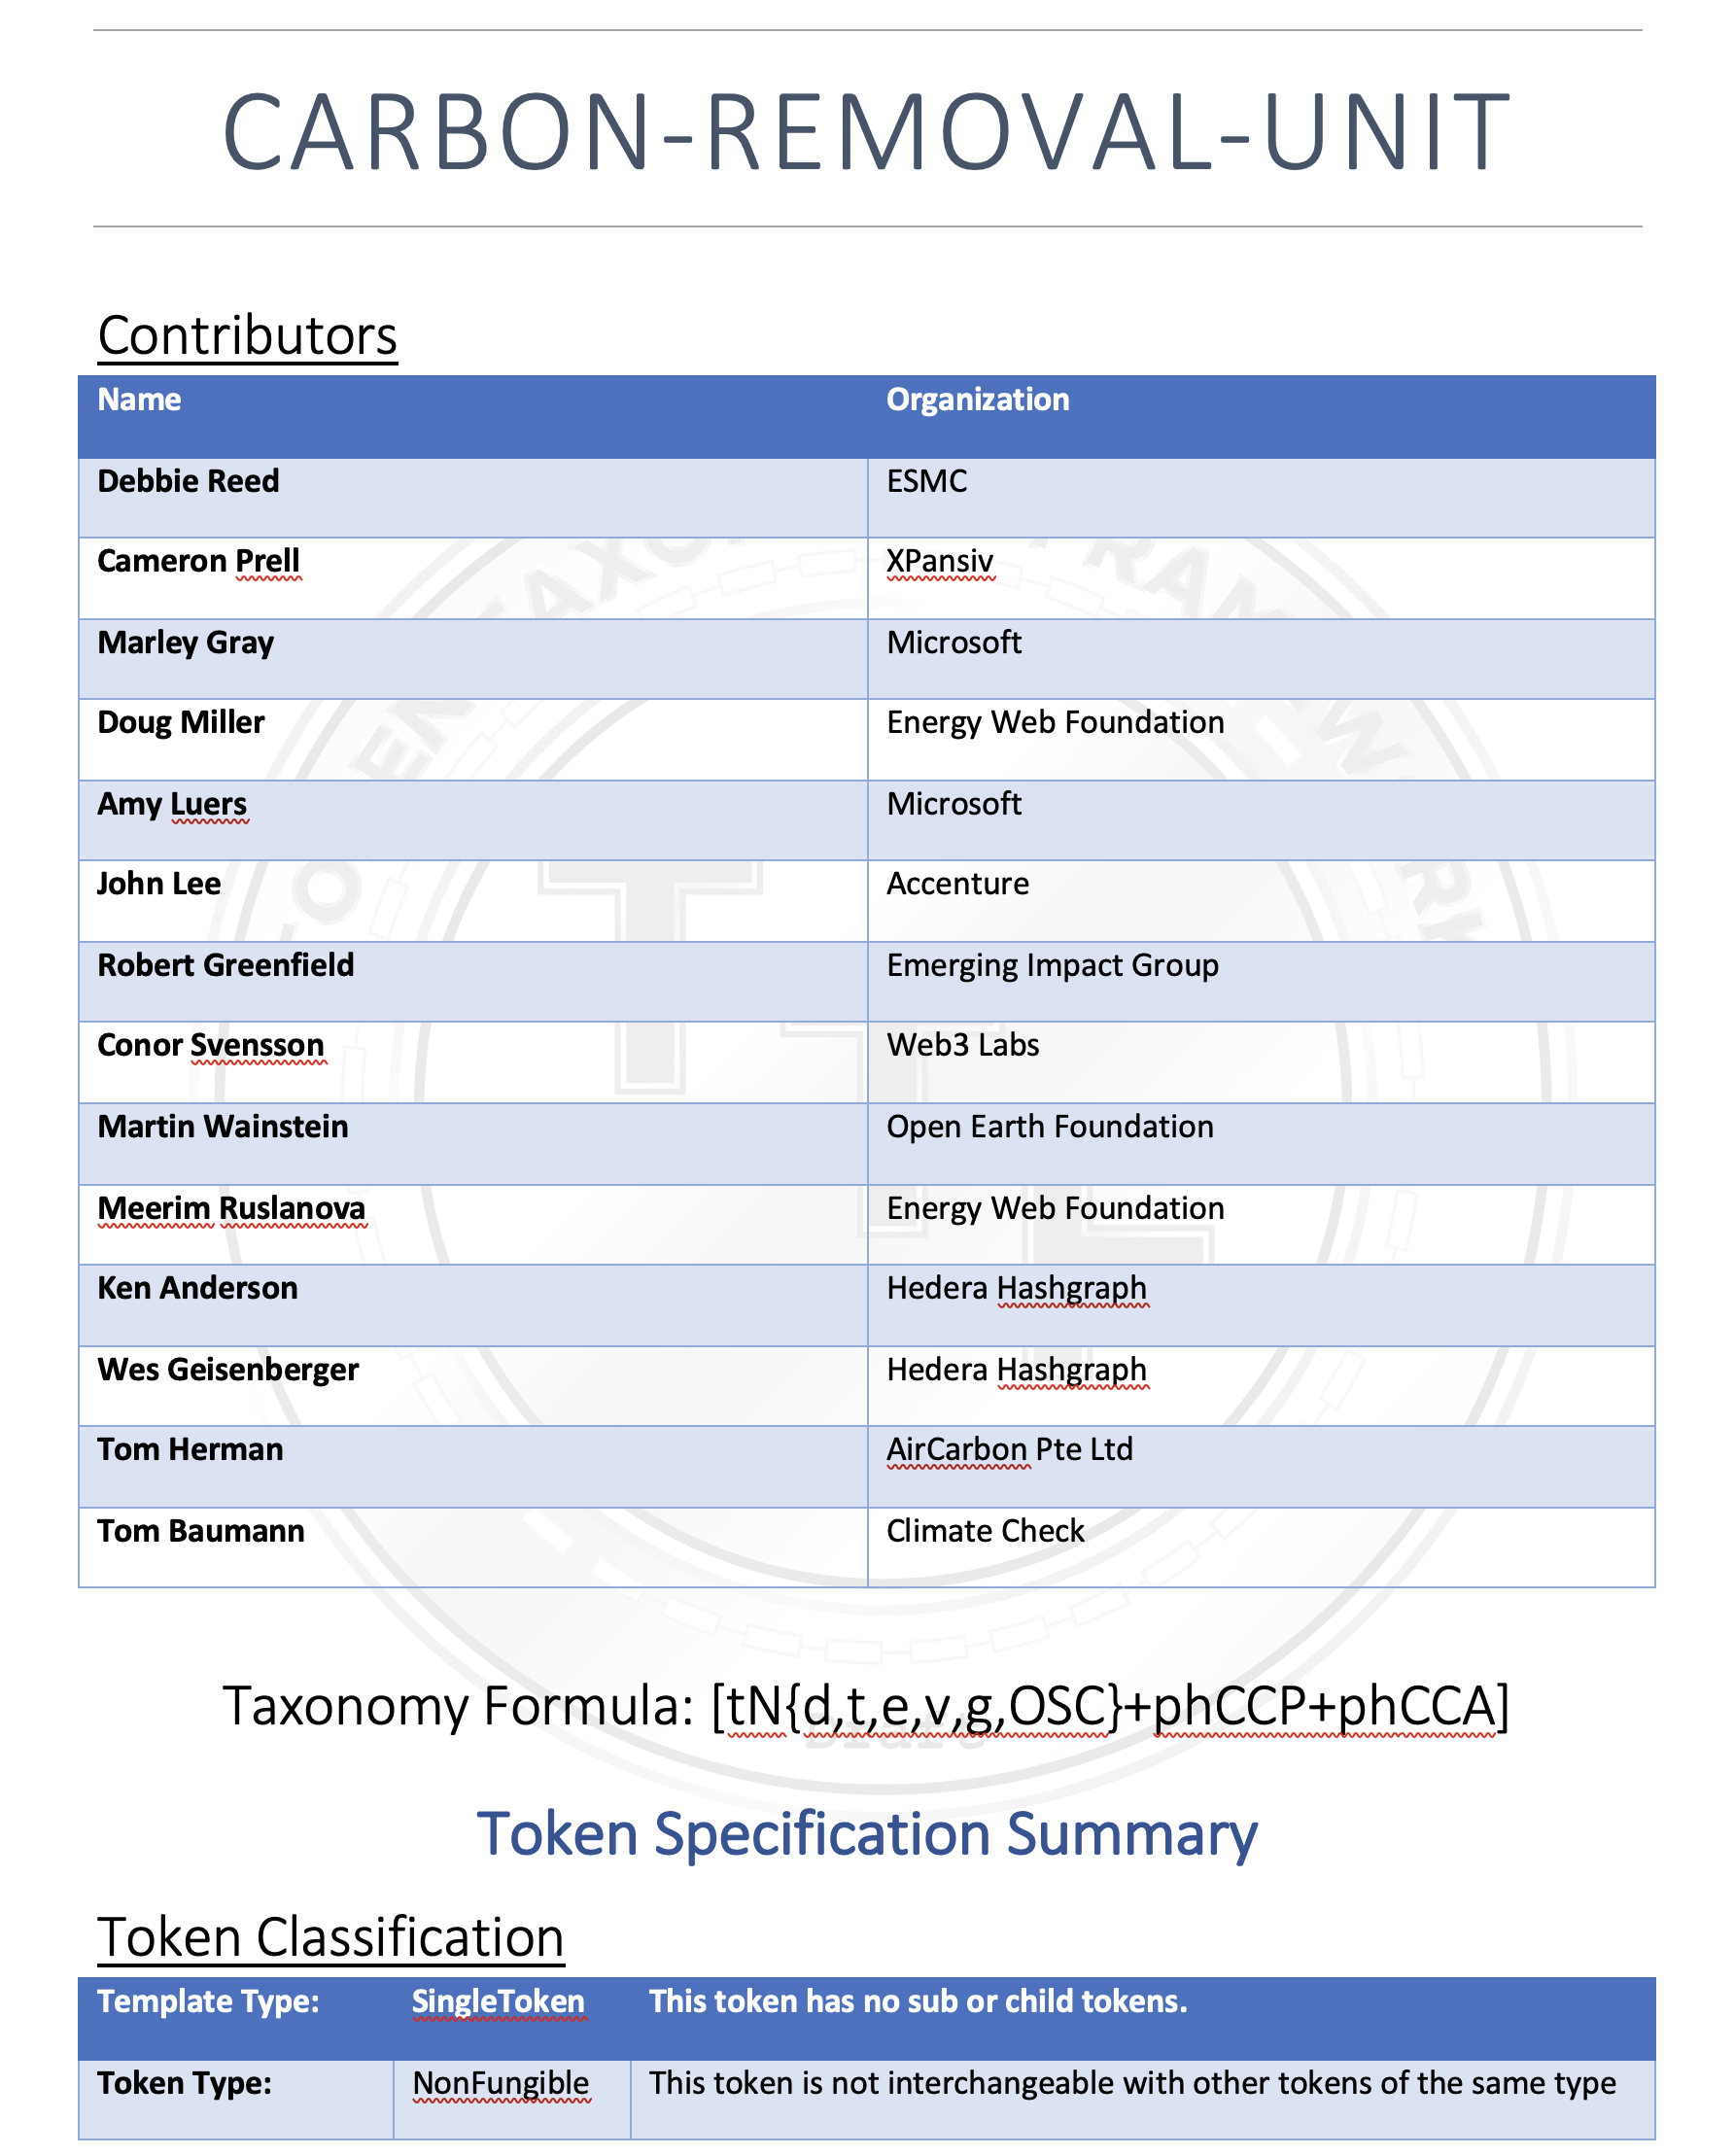 CARBON-REMOVAL-UNIT
Contributors
Name Organization
Debbie Reed ESMC
Cameron Prell XPansiv
Marley Gray Microsoft
Doug Miller Energy Web Foundation
Amy Luers Microsoft
John Lee Accenture
Robert Greenfield Emerging Impact Group
Conor Svensson Web3 Labs
Martin Wainstein Open Earth Foundation
Meerim Ruslanova Energy Web Foundation
Ken Anderson Hedera Hashgraph
Wes Geisenberger Hedera Hashgraph
Tom Herman AirCarbon Pte Ltd
Tom Baumann Climate Check
Taxonomy Formula: [tN{d,t,e,v,g,OSC}+phCCP+phCCA]
Draft
Token Specification Summary
Token Classification
Template Type: SingleToken This token has no sub or child tokens.
Token Type: NonFungible This token is not interchangeable with other tokens of the same type